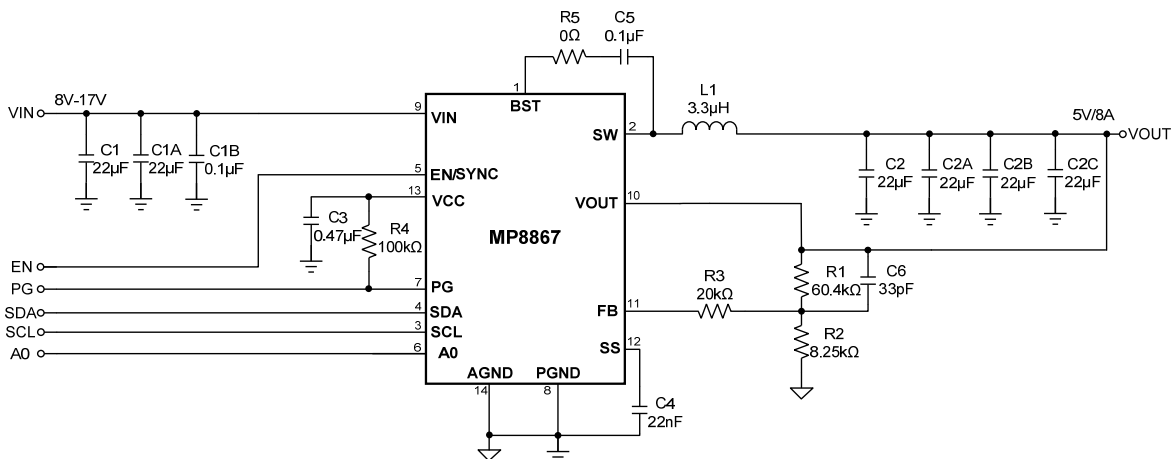 R5
0Ω
C5
0.1µF
1
BST
VIN
8V-17V
9
VIN
C1
22µF
C1A
22µF
C1B
0.1µF
SW
2
L1
3.3µH
5V/8A
VOUT
C2
22µF
C2A
22µF
C2B
22µF
C2C
22µF
5
EN/SYNC
13
VCC
C3
0.47µF
R4
100kΩ
MP8867
VOUT
10
EN
PG
7
PG
SDA
4
SDA
SCL
3
SCL
A0
6
A0
R1
60.4kΩ
C6
33pF
R3
20kΩ
FB
11
R2
8.25kΩ
SS
12
AGND
14
PGND
8
C4
22nF